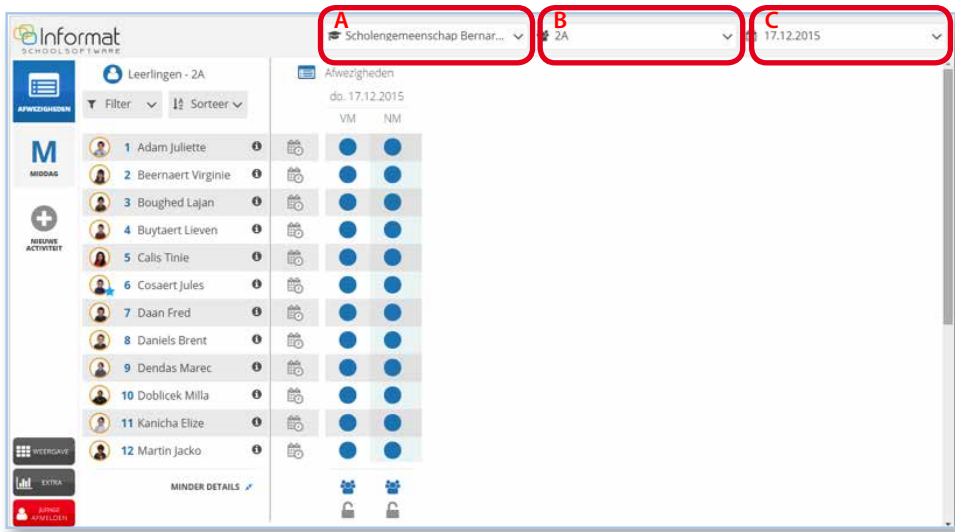 A B C
Informat
SCHOOLSOFTWARE
Scholengemeenschap Bernar... 2A 17.12.2015
AFWEZIGHEDEN
Leerlingen - 2A
Afwezigheden
Filter Sorteer
do. 17.12.2015
VM NM
M
MIDDAG
NIEUWE
ACTIVITEIT
1 Adam Juliette
2 Beernaert Virginie
3 Boughed Lajan
4 Buytaert Lieven
5 Calis Tinie
6 Cosaert Jules
7 Daan Fred
8 Daniels Brent
9 Dendas Marec
10 Doblicek Milla
11 Kanicha Elize
12 Martin Jacko
WEERGAVE
EXTRA
MINDER DETAILS
AFMELDEN